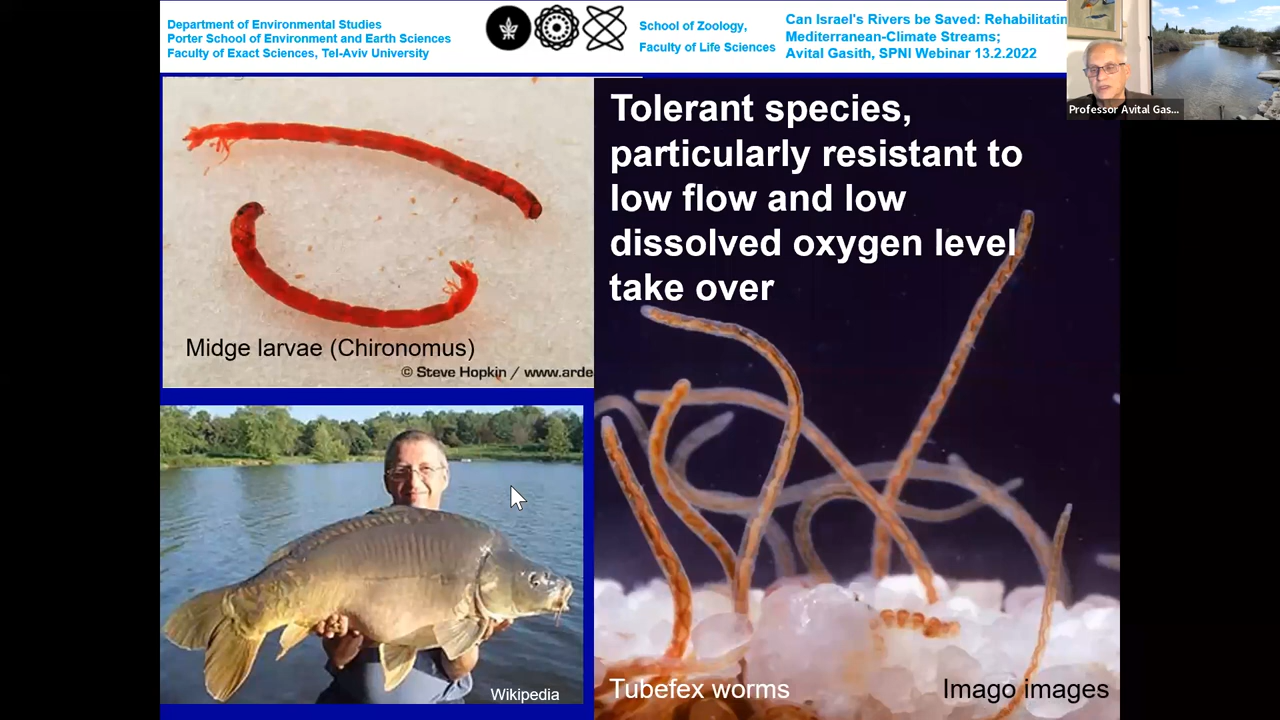 Department of Environmental Studies
Porter School of Environment and Earth Sciences
Faculty of Exact Sciences, Tel-Aviv University
School of Zoology,
Faculty of Life Sciences
Can Israel's Rivers be Saved: Rehabilitatin
Mediterranean-Climate Streams;
Avital Gasith, SPNI Webinar 13.2.2022
Professor Avital Gas...
Tolerant species,
particularly resistant to
low flow and low
dissolved oxygen level
take over
Midge larvae (Chironomus)
© Steve Hopkin / www.arde
Wikipedia
Tubefex worms
Imago images